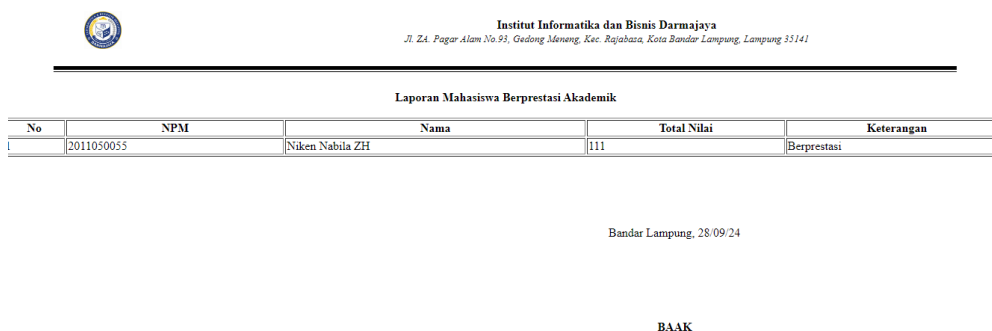 Institut Informatika dan Bisnis Darmajaya
Jl. ZA. Pagar Alam No.93, Gedong Meneng, Kec. Rajabasa, Kota Bandar Lampung, Lampung 35141
Laporan Mahasiswa Berprestasi Akademik
No NPM Nama Total Nilai Keterangan
1 2011050055 Niken Nabila ZH 111 Berprestasi
Bandar Lampung, 28/09/24
BAAK